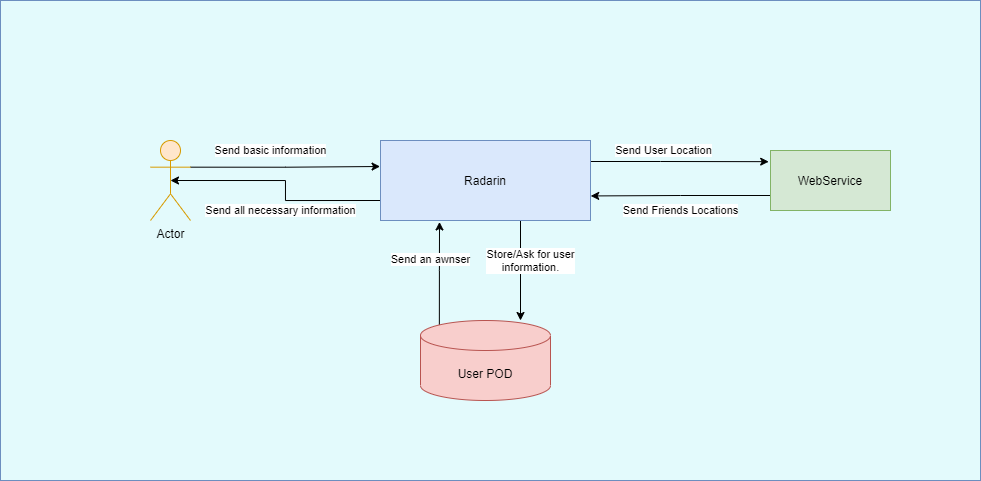 Send basic information
Send User Location
Radarin
WebService
Send all necessary information
Send Friends Locations
Actor
Send an awnser
Store/Ask for user
information.
User POD